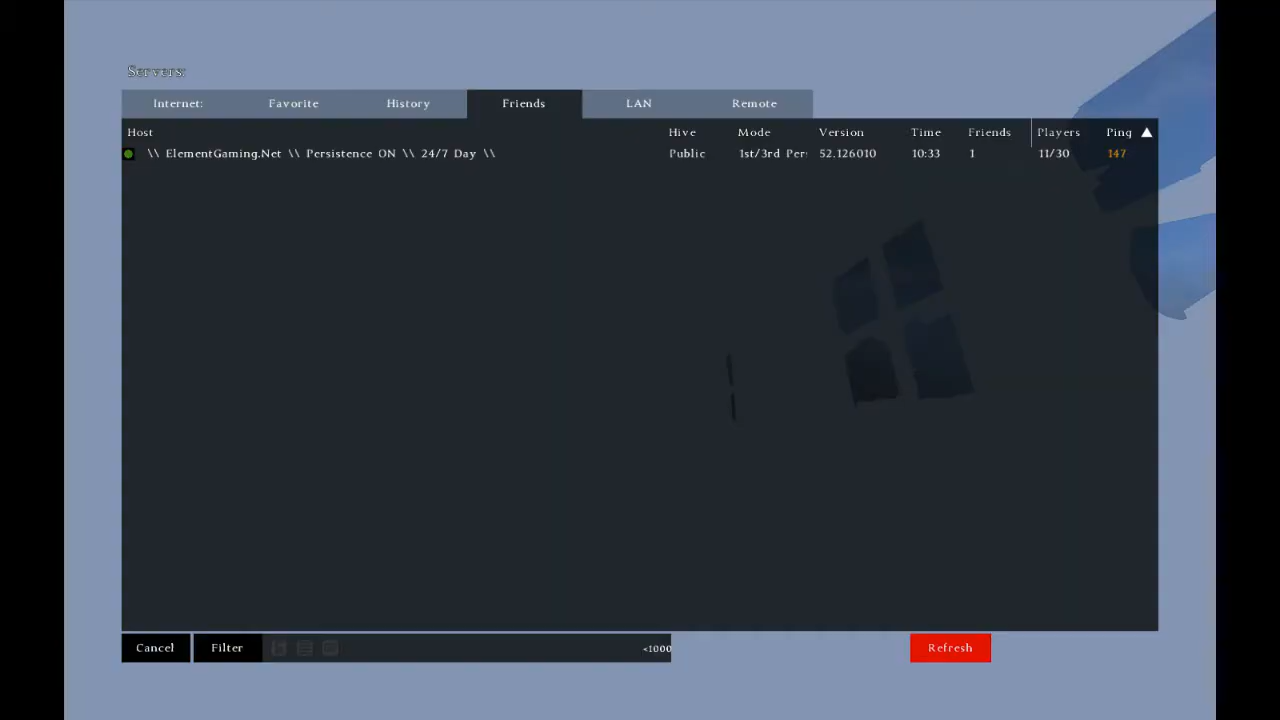 Servers:
Internet: Favorite History Friends LAN Remote
Host Hive Mode Version Time Friends Players Ping
\\ ElementGaming.Net \\ Persistence ON \\ 24/7 Day \\ Public 1st/3rd Per: 52.126010 10:33 1 11/30 147
Cancel Filter <1000 Refresh